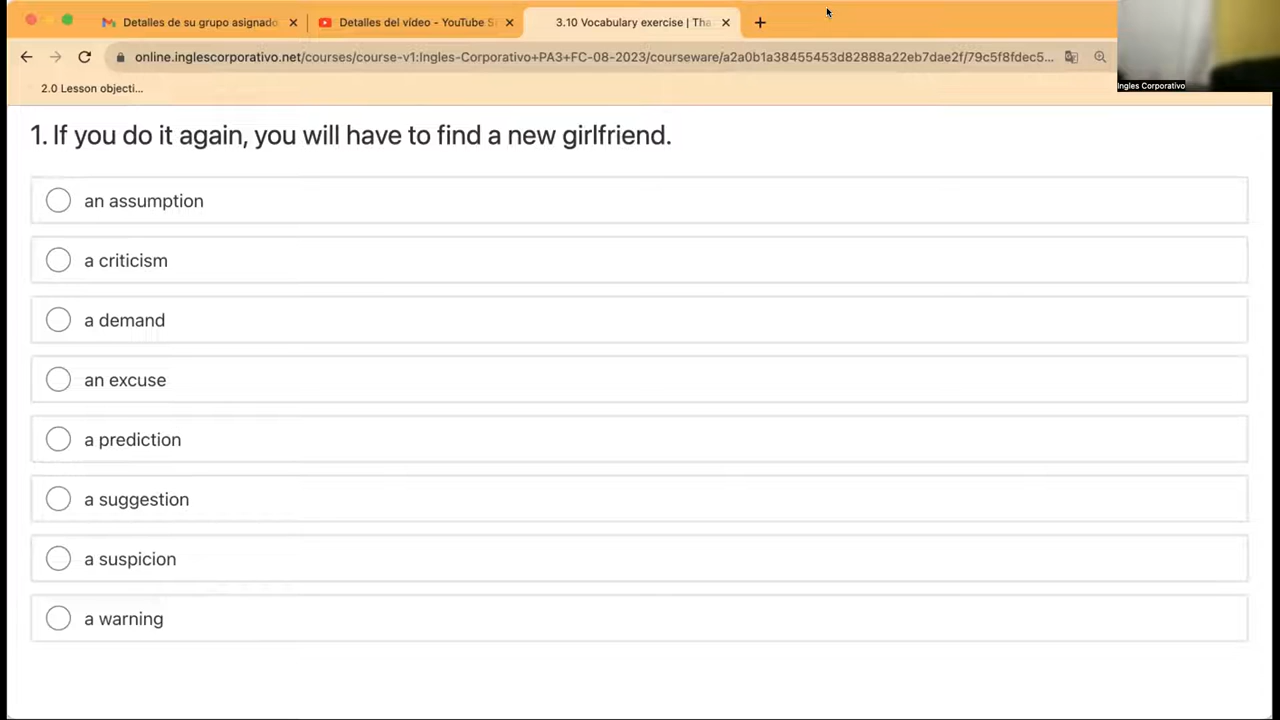 Detalles de su grupo asignado
Detalles del vídeo - YouTube S
3.10 Vocabulary exercise | Tha
online.inglescorporativo.net/courses/course-v1:Ingles-Corporativo+PA3+FC-08-2023/courseware/a2a0b1a38455453d82888a22eb7dae2f/79c5f8fdec5...
Ingles Corporativo
2.0 Lesson objecti...
1. If you do it again, you will have to find a new girlfriend.
an assumption
a criticism
a demand
an excuse
a prediction
a suggestion
a suspicion
a warning